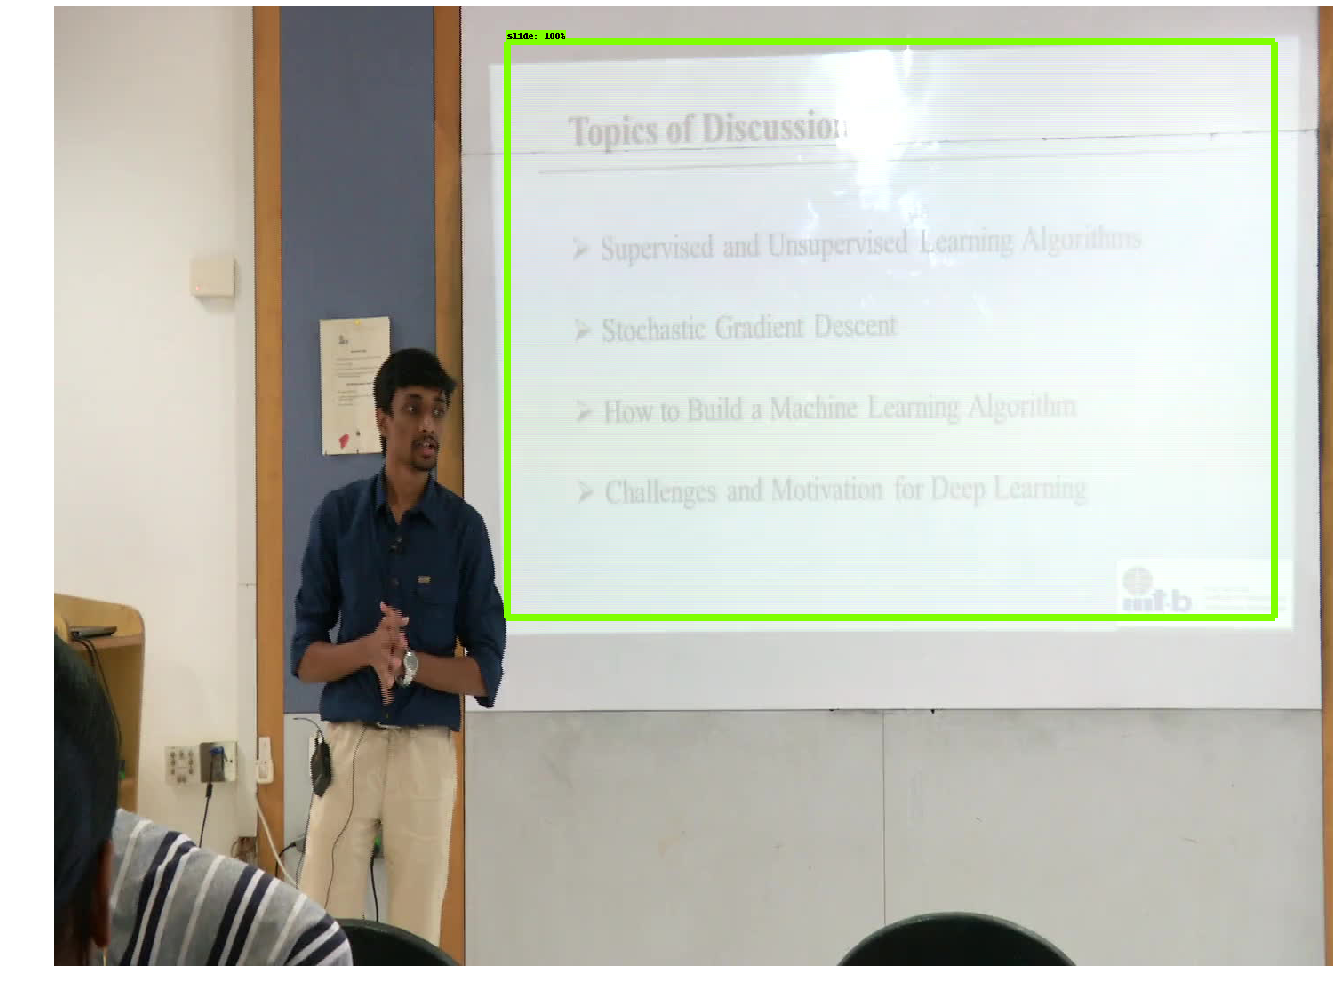 slide: 100%
Topics of Discussion
➢ Supervised and Unsupervised Learning Algorithms
➢ Stochastic Gradient Descent
➢ How to Build a Machine Learning Algorithm
➢ Challenges and Motivation for Deep Learning